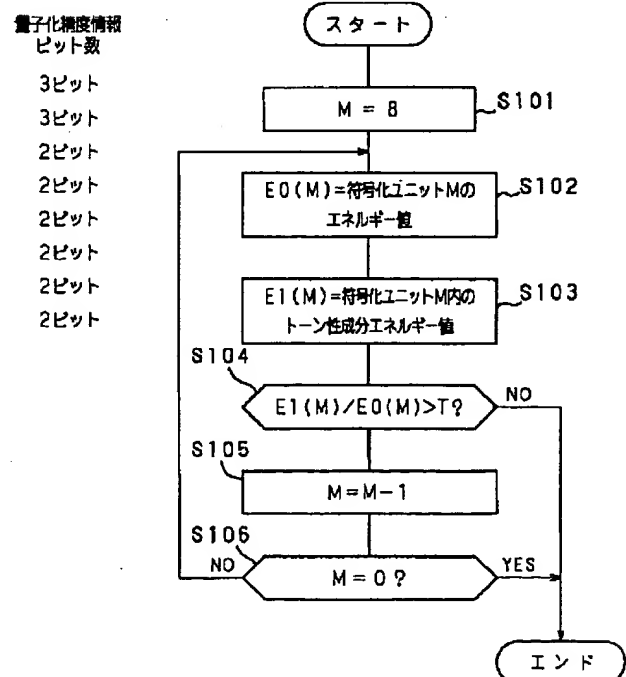 量子化精度情報
ビット数
3ビット
3ビット
2ビット
2ビット
2ビット
2ビット
2ビット
2ビット
スタート
M = 8
S101
E0(M)=符号化ユニットMの
エネルギー値
S102
E1(M)=符号化ユニットM内の
トーン性成分エネルギー値
S103
S104
E1(M)/E0(M)>T?
NO
S105
M=M-1
S106
NO
M=0?
YES
エンド